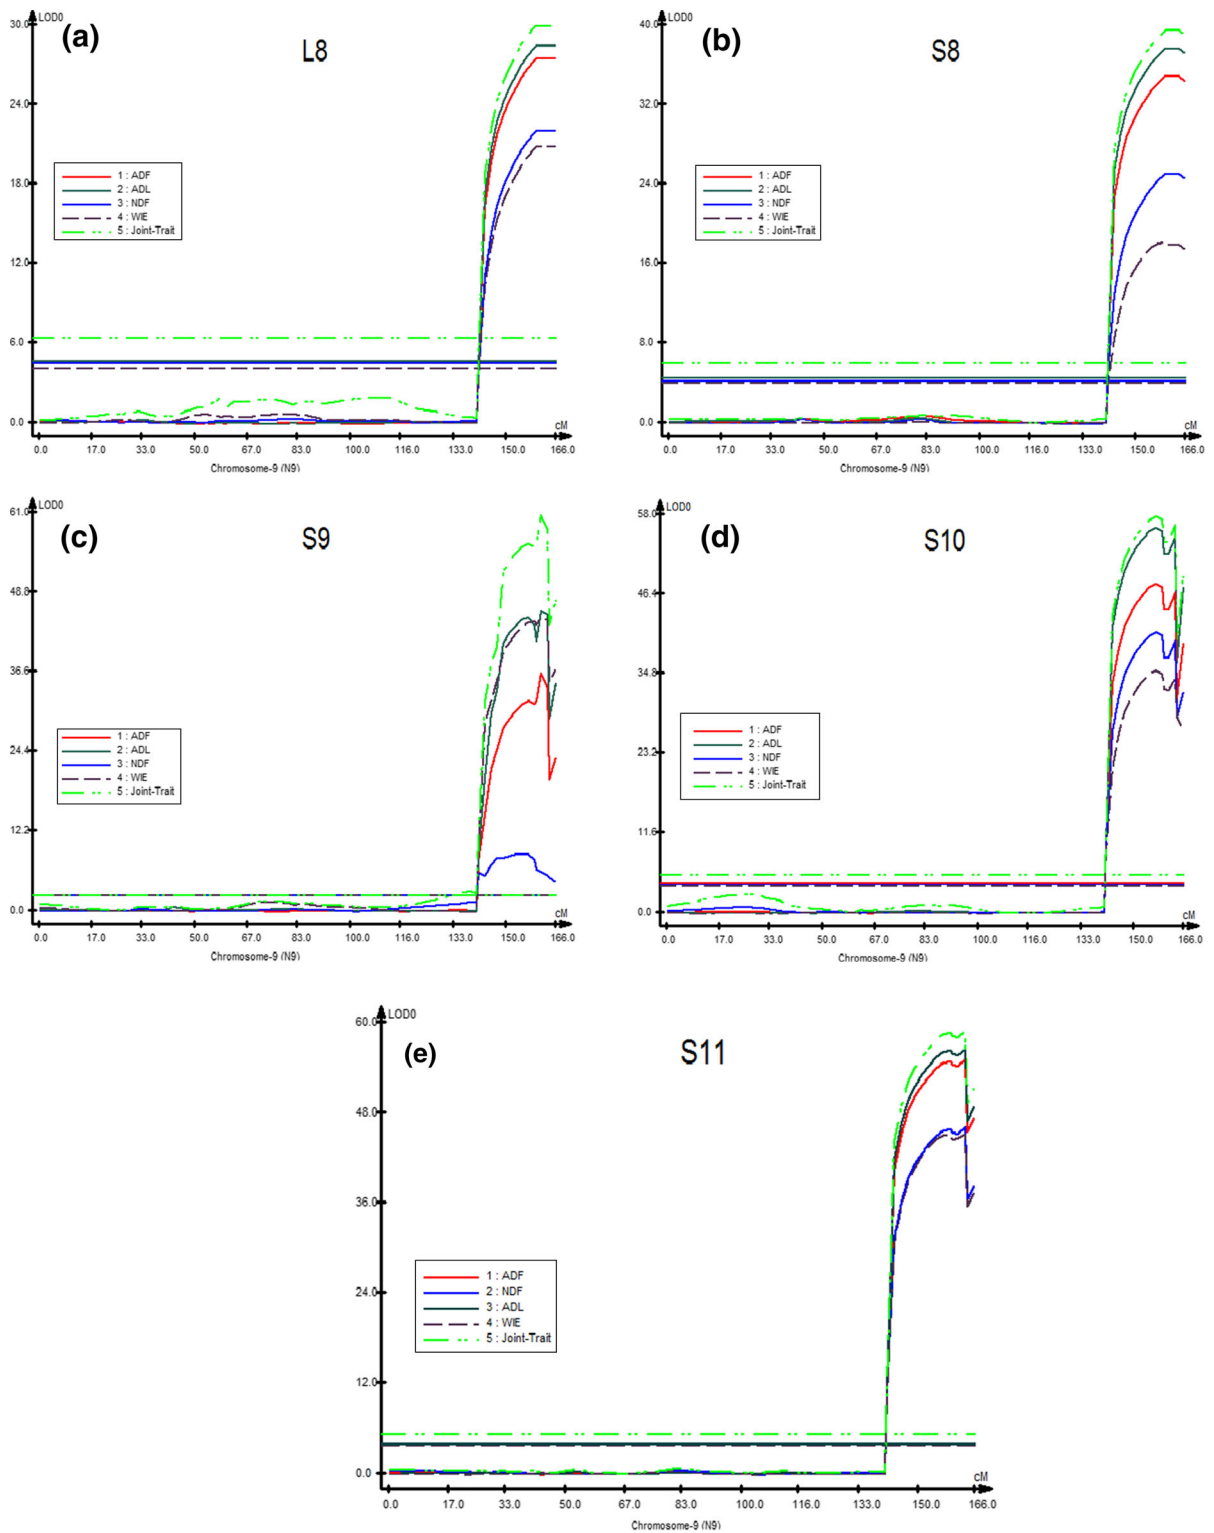 (a)
L8
LOD0
30.0
24.0
18.0
12.0
6.0
0.0
1 : ADF
2 : ADL
3 : NDF
4 : WIE
5 : Joint-Trait
cM
0.0 17.0 33.0 50.0 67.0 83.0 100.0 116.0 133.0 150.0 166.0
Chromosome-9 (N9)
(b)
S8
LOD0
40.0
32.0
24.0
16.0
8.0
0.0
1 : ADF
2 : ADL
3 : NDF
4 : WIE
5 : Joint-Trait
cM
0.0 17.0 33.0 50.0 67.0 83.0 100.0 116.0 133.0 150.0 166.0
Chromosome-9 (N9)
(c)
S9
LOD0
61.0
48.8
36.6
24.4
12.2
0.0
1 : ADF
2 : ADL
3 : NDF
4 : WIE
5 : Joint-Trait
cM
0.0 17.0 33.0 50.0 67.0 83.0 100.0 116.0 133.0 150.0 166.0
Chromosome-9 (N9)
(d)
S10
LOD0
58.0
46.4
34.8
23.2
11.6
0.0
1 : ADF
2 : ADL
3 : NDF
4 : WIE
5 : Joint-Trait
cM
0.0 17.0 33.0 50.0 67.0 83.0 100.0 116.0 133.0 150.0 166.0
Chromosome-9 (N9)
(e)
S11
LOD0
60.0
48.0
36.0
24.0
12.0
0.0
1 : ADF
2 : NDF
3 : ADL
4 : WIE
5 : Joint-Trait
cM
0.0 17.0 33.0 50.0 67.0 83.0 100.0 116.0 133.0 150.0 166.0
Chromosome-9 (N9)